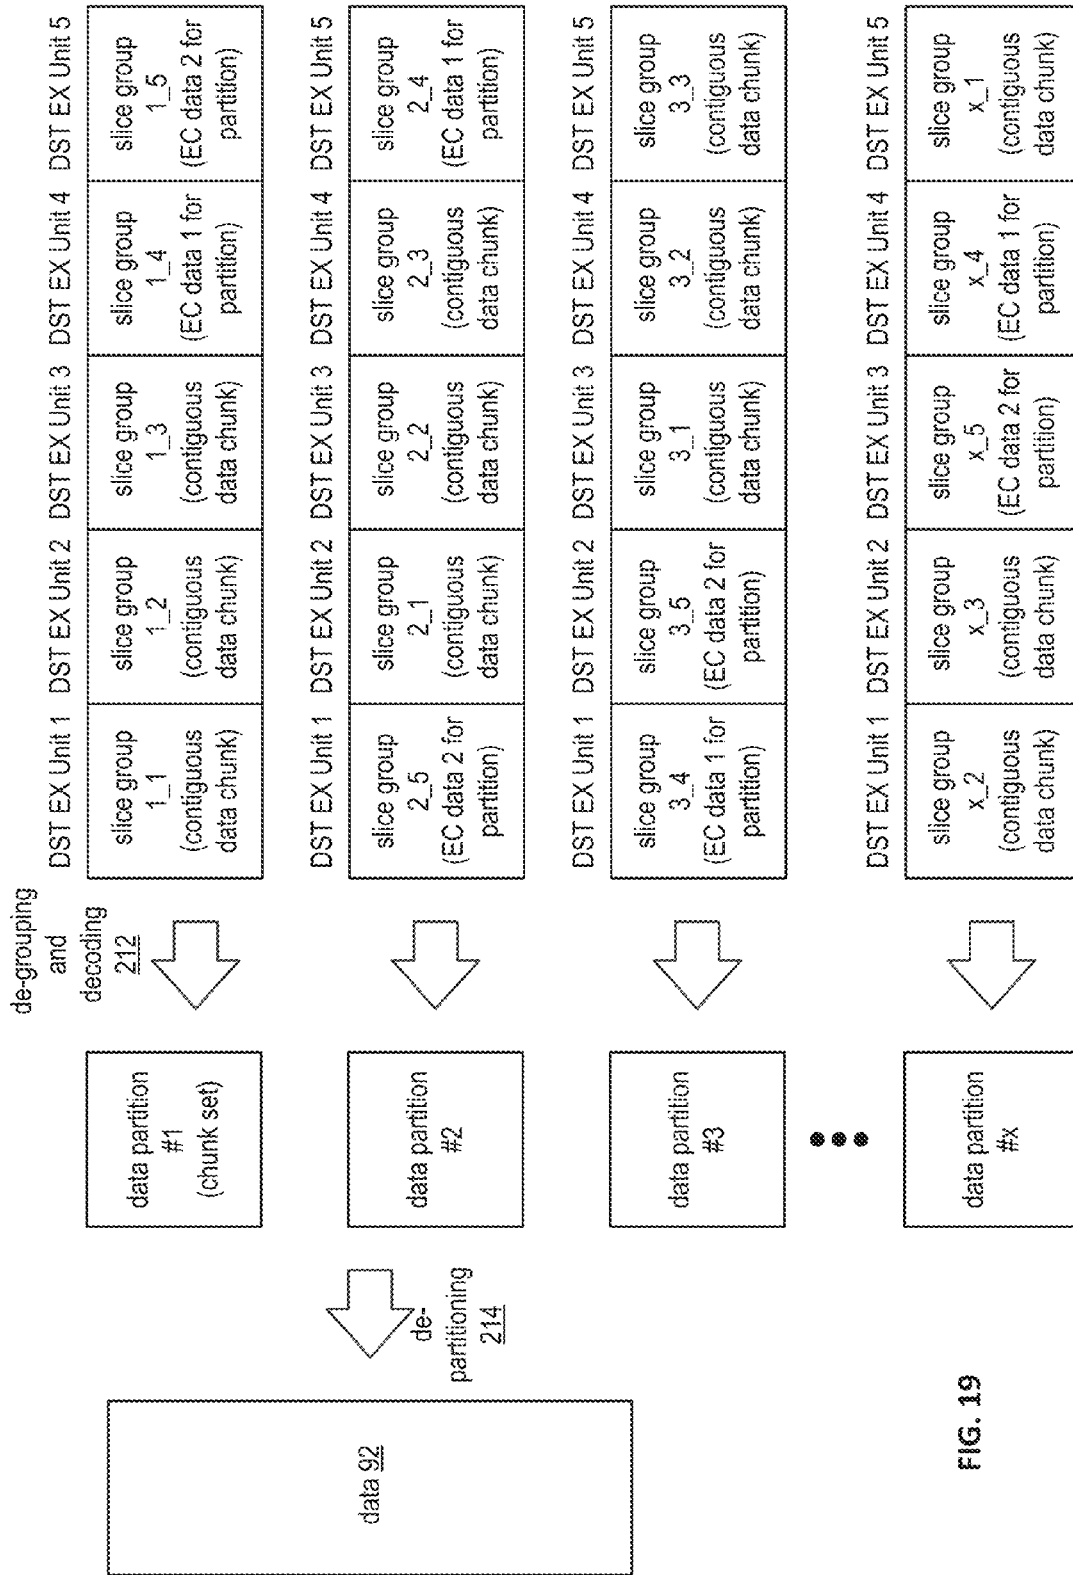 de-grouping
and
decoding
212
DST EX Unit 1
DST EX Unit 2
DST EX Unit 3
DST EX Unit 4
DST EX Unit 5
data partition
#1
(chunk set)
slice group
1_1
(contiguous
data chunk)
slice group
1_2
(contiguous
data chunk)
slice group
1_3
(contiguous
data chunk)
slice group
1_4
(EC data 1 for
partition)
slice group
1_5
(EC data 2 for
partition)
DST EX Unit 1
DST EX Unit 2
DST EX Unit 3
DST EX Unit 4
DST EX Unit 5
data partition
#2
slice group
2_5
(EC data 2 for
partition)
slice group
2_1
(contiguous
data chunk)
slice group
2_2
(contiguous
data chunk)
slice group
2_3
(contiguous
data chunk)
slice group
2_4
(EC data 1 for
partition)
data 92
de-
partitioning
214
DST EX Unit 1
DST EX Unit 2
DST EX Unit 3
DST EX Unit 4
DST EX Unit 5
data partition
#3
slice group
3_4
(EC data 1 for
partition)
slice group
3_5
(EC data 2 for
partition)
slice group
3_1
(contiguous
data chunk)
slice group
3_2
(contiguous
data chunk)
slice group
3_3
(contiguous
data chunk)
DST EX Unit 1
DST EX Unit 2
DST EX Unit 3
DST EX Unit 4
DST EX Unit 5
data partition
#x
slice group
x_2
(contiguous
data chunk)
slice group
x_3
(contiguous
data chunk)
slice group
x_5
(EC data 2 for
partition)
slice group
x_4
(EC data 1 for
partition)
slice group
x_1
(contiguous
data chunk)
FIG. 19